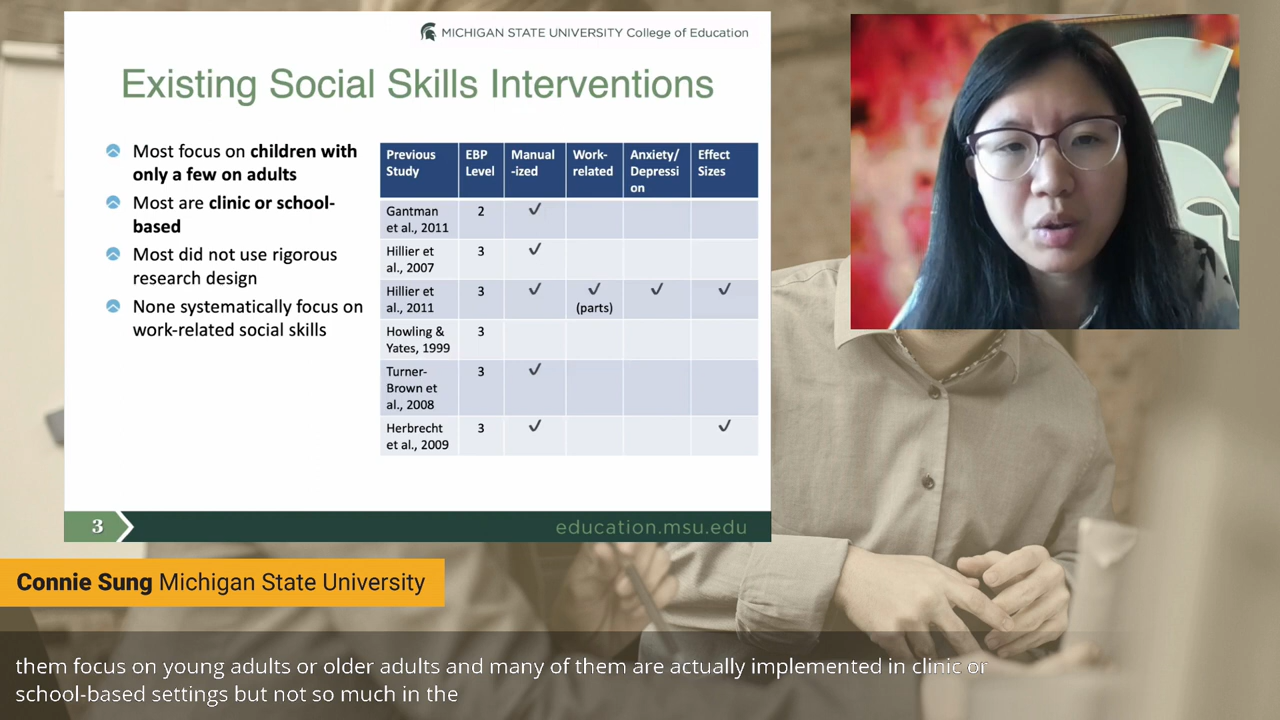 MICHIGAN STATE UNIVERSITY College of Education
Existing Social Skills Interventions
Most focus on children with
only a few on adults
Most are clinic or school-
based
Most did not use rigorous
research design
None systematically focus on
work-related social skills
Previous Study EBP Level Manual -ized Work- related Anxiety/ Depressi on Effect Sizes
Gantman et al., 2011 2 ✓
Hillier et al., 2007 3 ✓
Hillier et al., 2011 3 ✓ ✓ (parts) ✓ ✓
Howling & Yates, 1999 3
Turner- Brown et al., 2008 3 ✓
Herbrecht et al., 2009 3 ✓ ✓
3
education.msu.edu
Connie Sung Michigan State University
them focus on young adults or older adults and many of them are actually implemented in clinic or
school-based settings but not so much in the